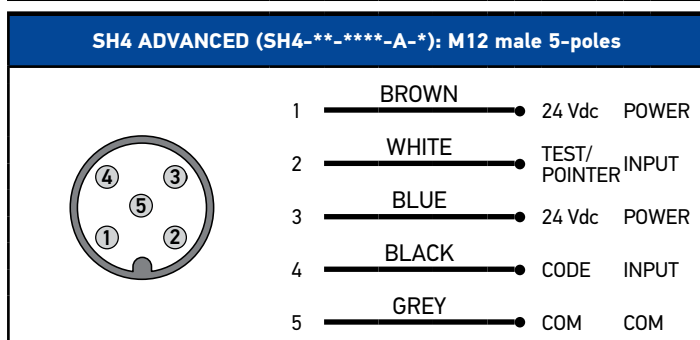 SH4 ADVANCED (SH4-**-****-A-*): M12 male 5-poles
1 BROWN 24 Vdc POWER
2 WHITE TEST/POINTER INPUT
3 BLUE 24 Vdc POWER
4 BLACK CODE INPUT
5 GREY COM COM
4 3
5
1 2